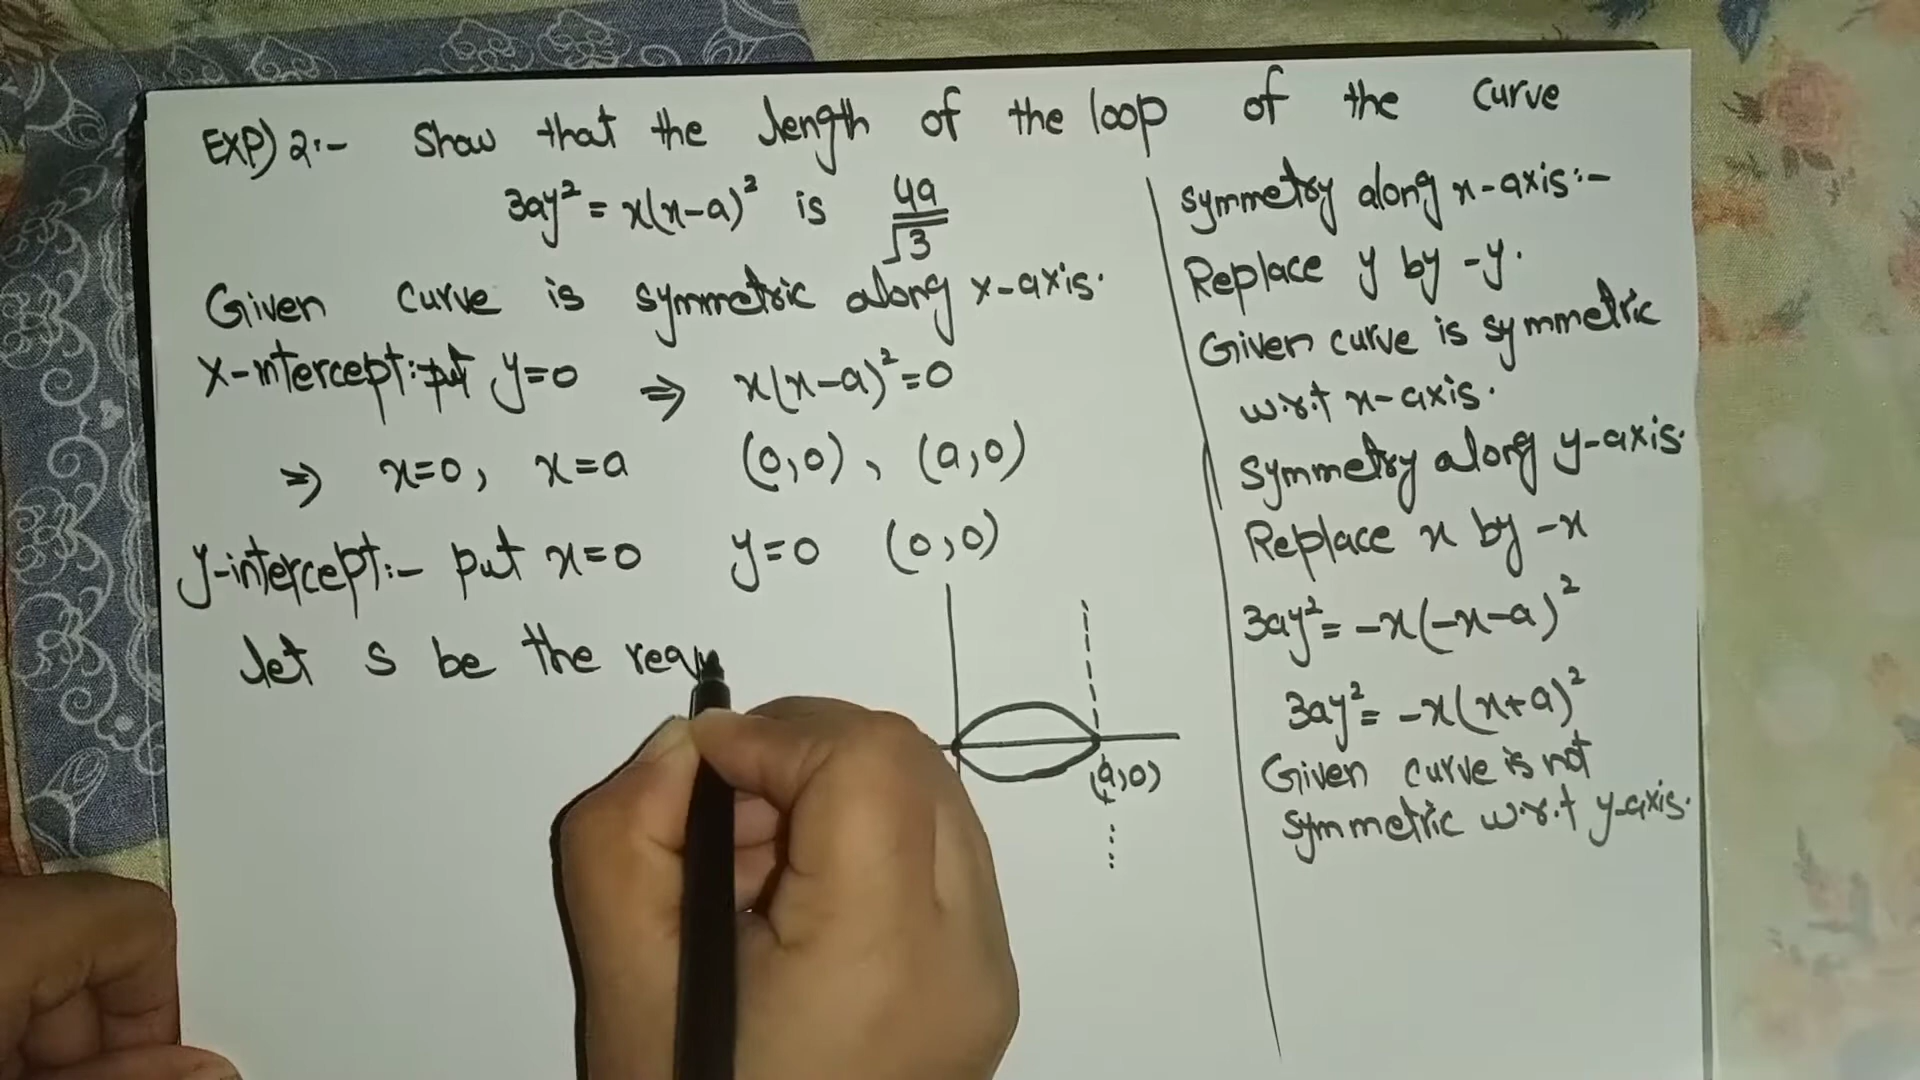 EXP) 2:- Show that the length of the loop of the curve
3ay² = x(x-a)² is 4a/√3
Given curve is symmetric along x-axis.
X-ntercept:- put y=0 ⇒ x(x-a)²=0
⇒ x=0, x=a (0,0), (a,0)
y-intercept:- put x=0 y=0 (0,0)
Let s be the requ
(a,0)
symmetry along x-axis:-
Replace y by -y.
Given curve is symmetric
w.r.t x-axis.
Symmetry along y-axis.
Replace x by -x
3ay² = -x(-x-a)²
3ay² = -x(x+a)²
Given curve is not
symmetric w.r.t y-axis.